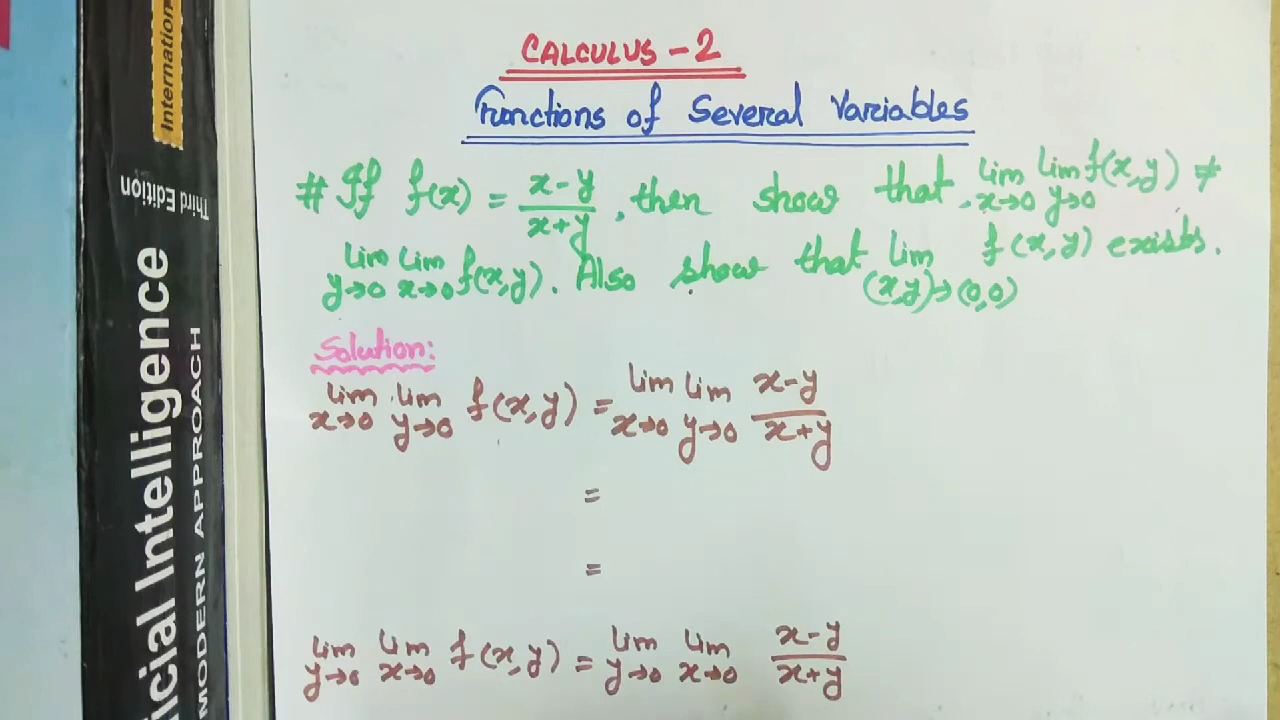 International
Third Edition
ficial Intelligence
MODERN APPROACH
CALCULUS - 2
Functions of Several Variables
# If f(x) = x-y / x+y , then show that lim x→0 lim y→0 f(x,y) ≠
lim y→0 lim x→0 f(x,y). Also show that lim (x,y)→(0,0) f(x,y) exists.
Solution:
lim x→0 lim y→0 f(x,y) = lim x→0 lim y→0 x-y / x+y
=
=
lim y→0 lim x→0 f(x,y) = lim y→0 lim x→0 x-y / x+y